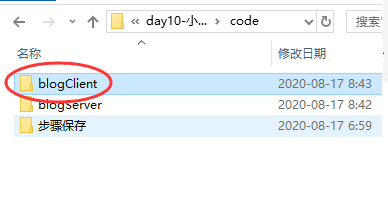 « day10-小... › code 搜索"
名称 修改日期
blogClient 2020-08-17 8:43
blogServer 2020-08-17 8:42
步骤保存 2020-08-17 6:59